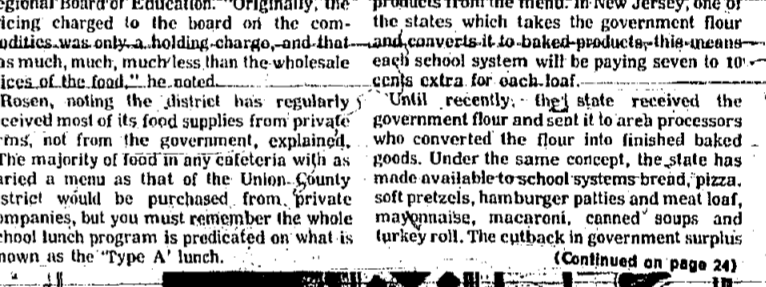 egional Board of Education. "Originally, the
icing charged to the board on the com-
odities was only a holding charge, and that
as much, much, much less than the wholesale
ices of the food," he noted.
Rosen, noting the district has regularly
ceived most of its food supplies from private
rms, not from the government, explained,
The majority of food in any cafeteria with as
aried a menu as that of the Union County
strict would be purchased from private
ompanies, but you must remember the whole
chool lunch program is predicated on what is
nown as the "Type A' lunch.
products from the menu. In New Jersey, one of
the states which takes the government flour
and converts it to baked products, this means
each school system will be paying seven to 10
cents extra for each loaf.
"Until recently, the state received the
government flour and sent it to areh processors
who converted the flour into finished baked
goods. Under the same concept, the state has
made available to school systems bread, pizza,
soft pretzels, hamburger patties and meat loaf,
mayonnaise, macaroni, canned soups and
turkey roll. The cutback in government surplus
(Continued on page 24)